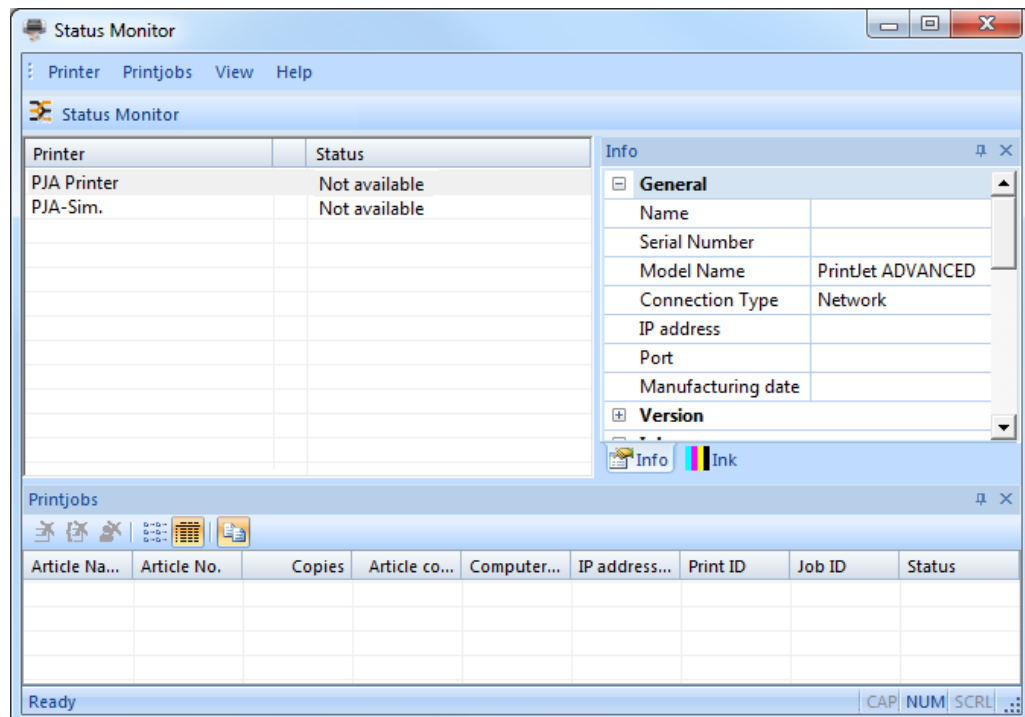 Status Monitor
Printer Printjobs View Help
Status Monitor
Printer Status
PJA Printer Not available
PJA-Sim. Not available
Info
General
Name
Serial Number
Model Name PrintJet ADVANCED
Connection Type Network
IP address
Port
Manufacturing date
Version
Info Ink
Printjobs
Article Na... Article No. Copies Article co... Computer... IP address... Print ID Job ID Status
Ready CAP NUM SCRL